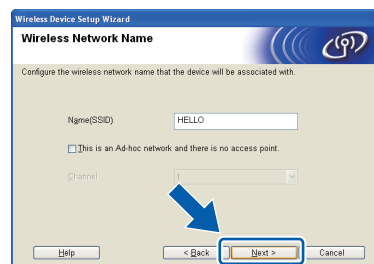 Wireless Device Setup Wizard
Wireless Network Name
Configure the wireless network name that the device will be associated with.
Name(SSID) HELLO
This is an Ad-hoc network and there is no access point.
Channel 1
Help < Back Next > Cancel